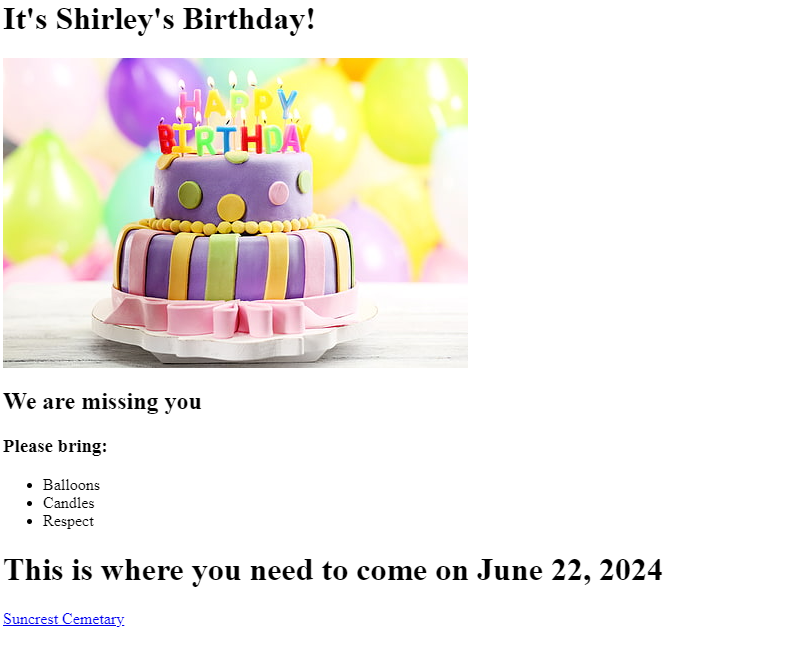 It's Shirley's Birthday!
HAPPY
BIRTHDAY
We are missing you
Please bring:
Balloons
Candles
Respect
This is where you need to come on June 22, 2024
Suncrest Cemetary